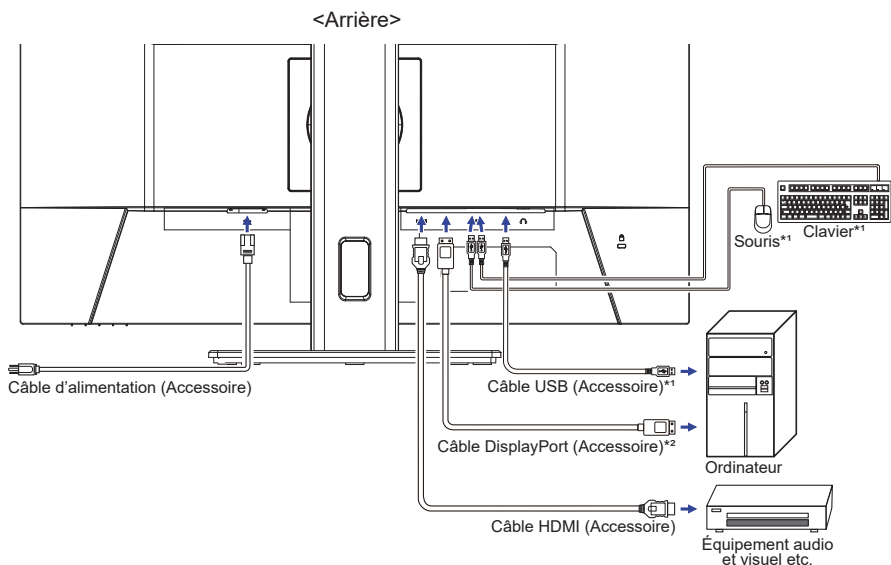 <Arrière>
Souris*¹
Clavier*¹
Câble d'alimentation (Accessoire)
Câble USB (Accessoire)*¹
Câble DisplayPort (Accessoire)*²
Ordinateur
Câble HDMI (Accessoire)
Équipement audio
et visuel etc.